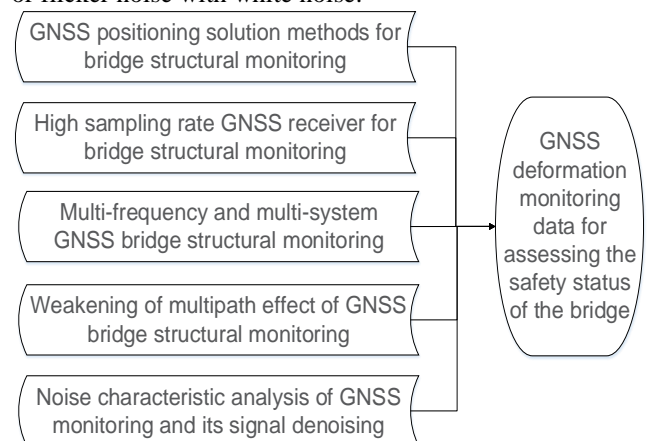 of flicker noise with white noise.
GNSS positioning solution methods for
bridge structural monitoring
High sampling rate GNSS receiver for
bridge structural monitoring
Multi-frequency and multi-system
GNSS bridge structural monitoring
Weakening of multipath effect of GNSS
bridge structural monitoring
Noise characteristic analysis of GNSS
monitoring and its signal denoising
GNSS
deformation
monitoring
data for
assessing the
safety status
of the bridge